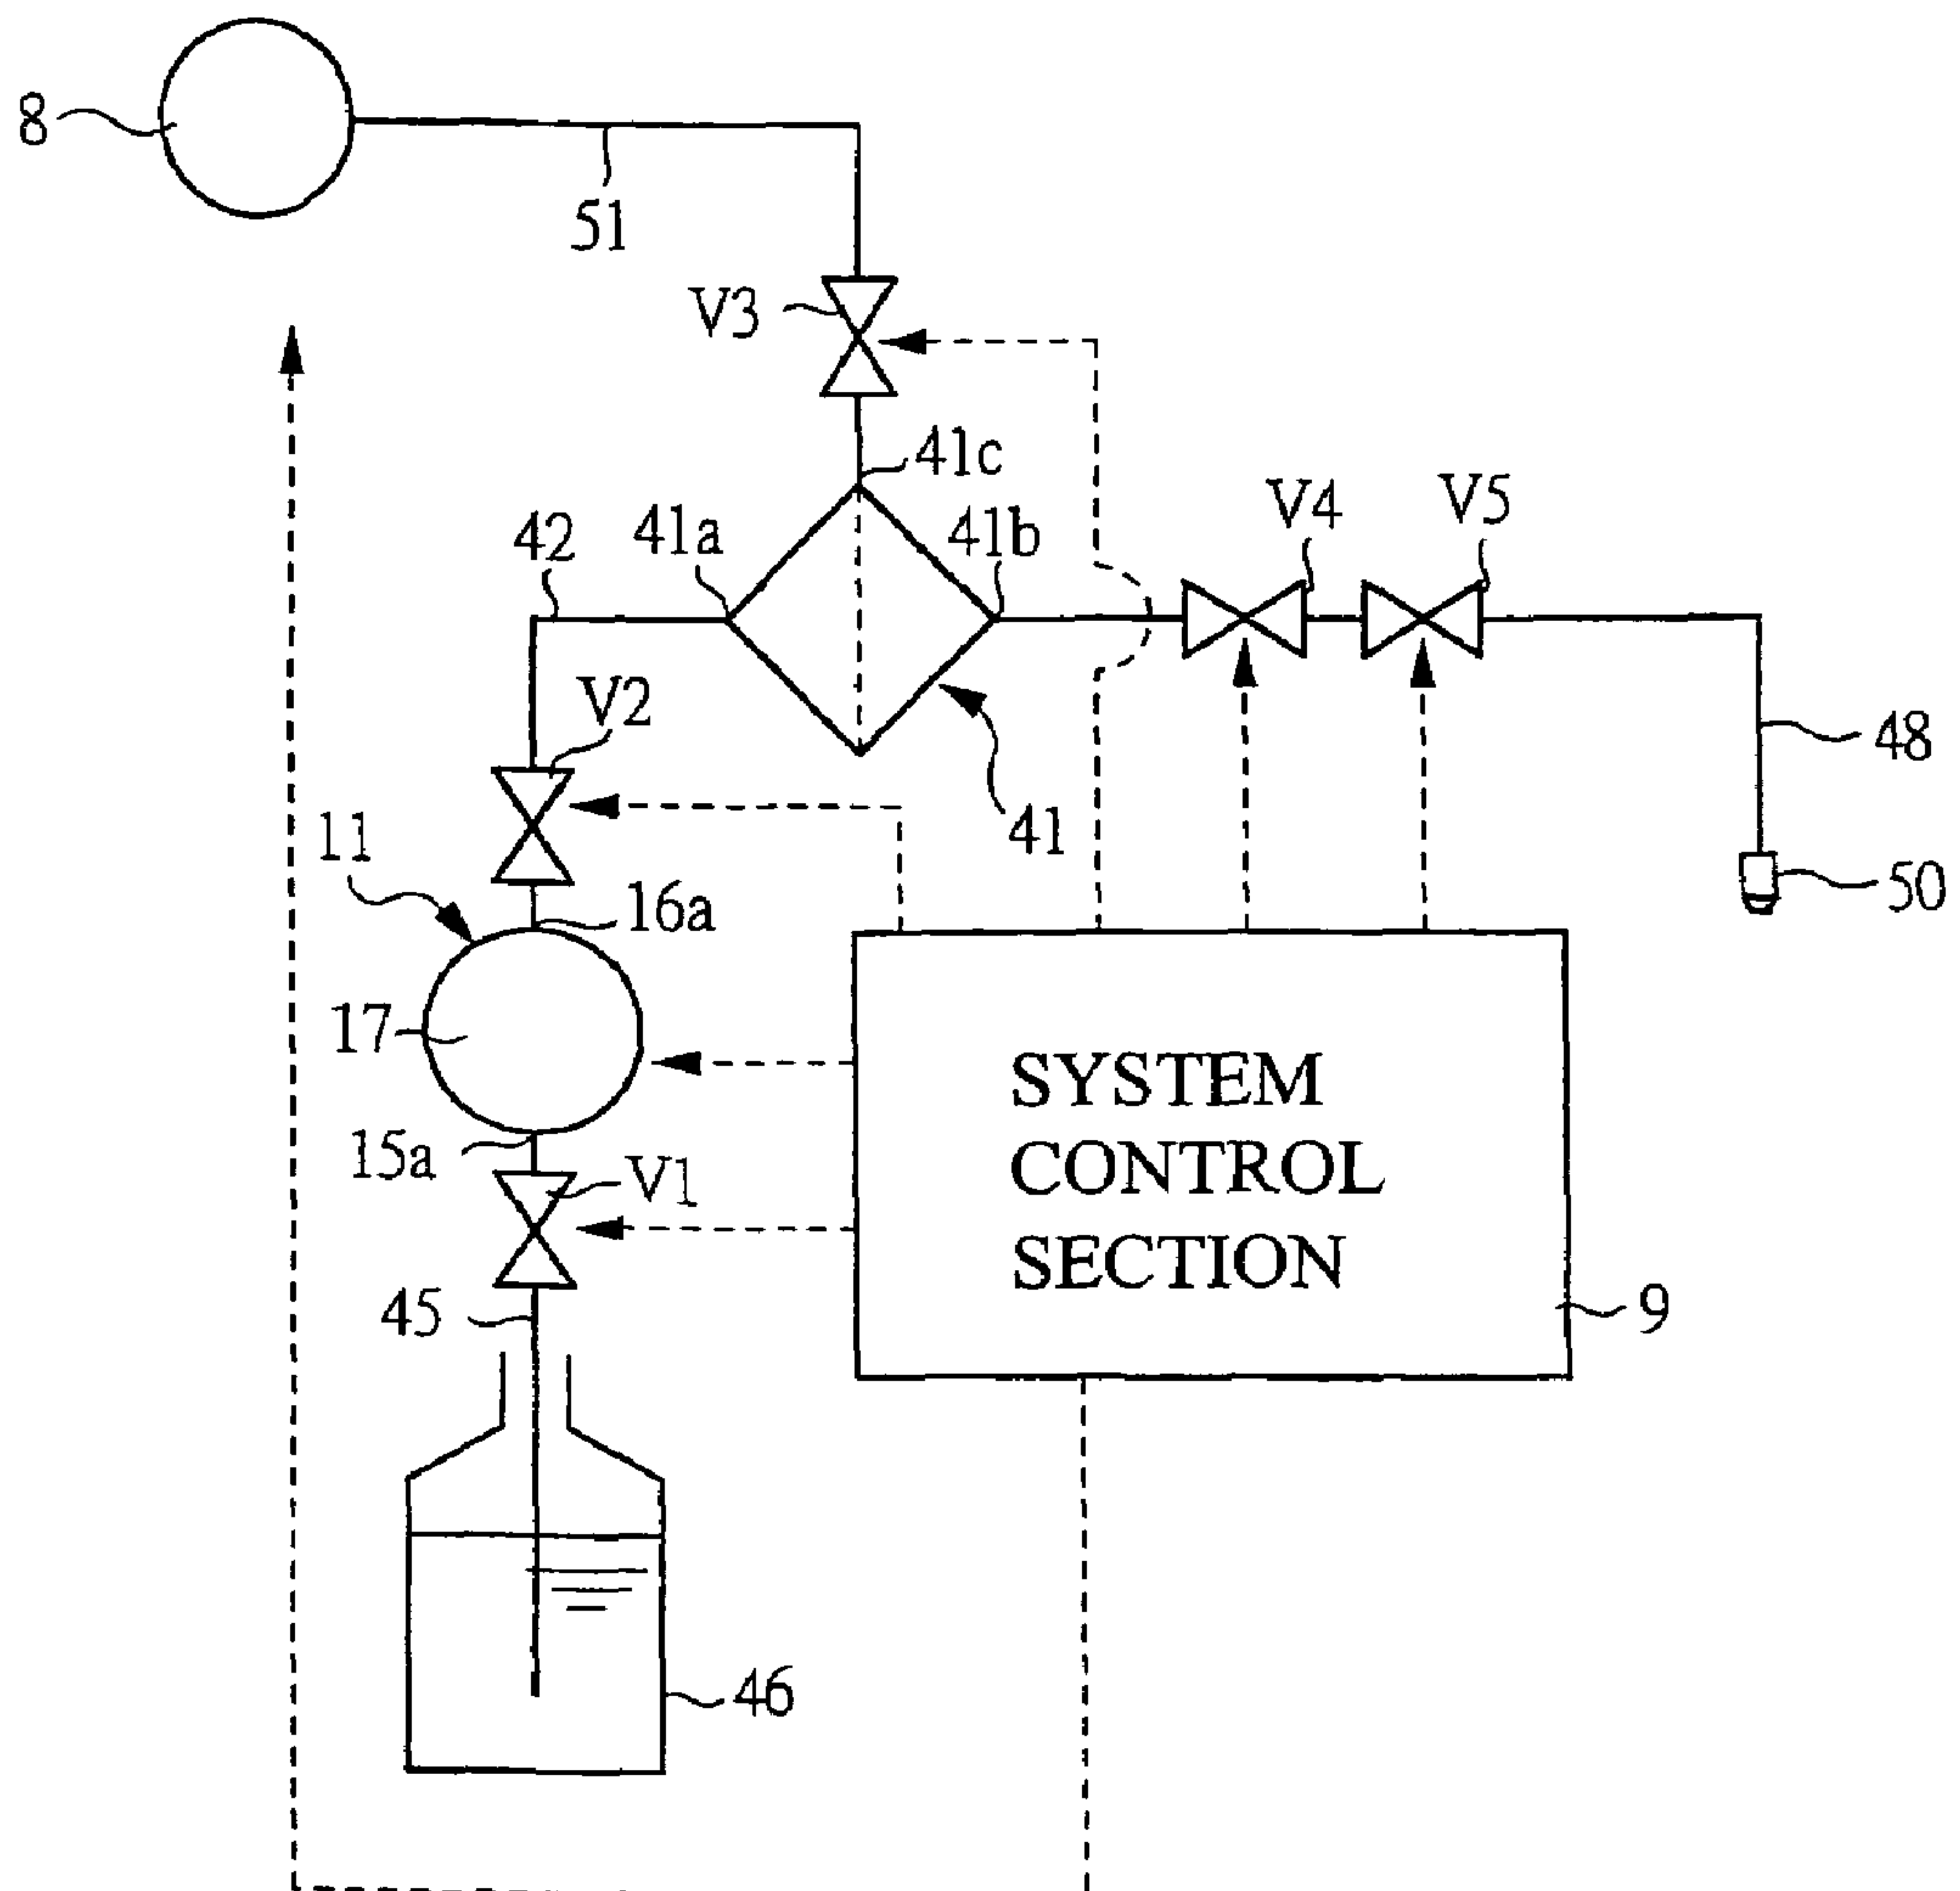 8
51
V3
41c
V4
V5
42
41a
41b
V2
48
11
41
16a
50
17
SYSTEM
CONTROL
SECTION
15a
V1
45
9
46